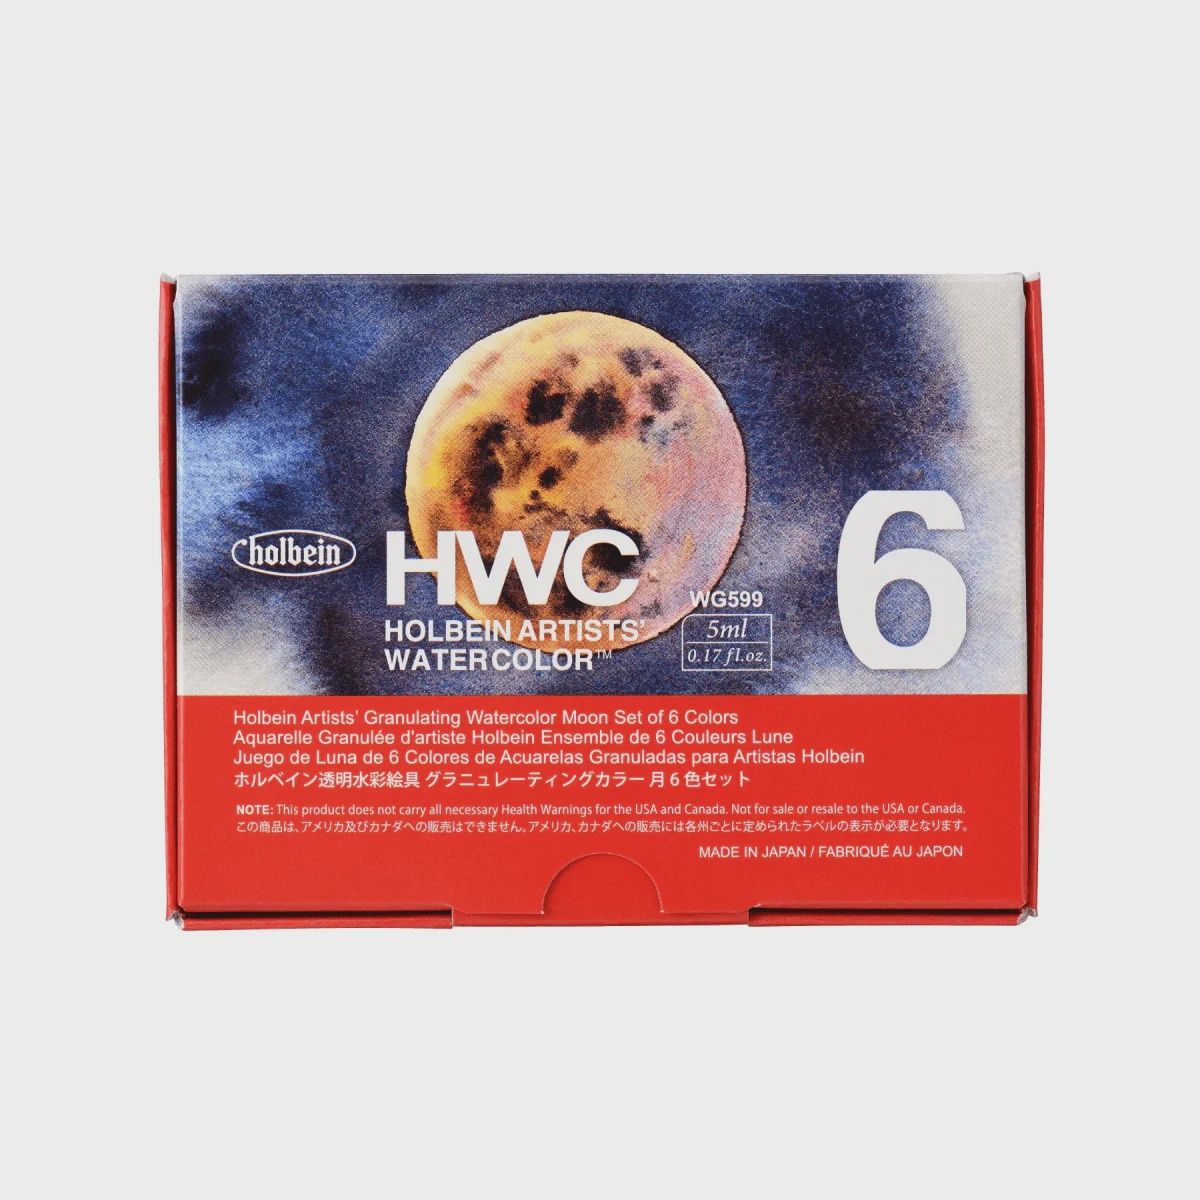 holbein
HWC
HOLBEIN ARTISTS'
WATERCOLOR™
WG599
5ml
0.17 fl.oz.
6
Holbein Artists' Granulating Watercolor Moon Set of 6 Colors
Aquarelle Granulée d'artiste Holbein Ensemble de 6 Couleurs Lune
Juego de Luna de 6 Colores de Acuarelas Granuladas para Artistas Holbein
ホルベイン透明水彩絵具 グラニュレーティングカラー 月6色セット
NOTE: This product does not carry all necessary Health Warnings for the USA and Canada. Not for sale or resale to the USA or Canada.
この商品は、アメリカ及びカナダへの販売はできません。アメリカ、カナダへの販売には各州ごとに定められたラベルの表示が必要となります。
MADE IN JAPAN / FABRIQUÉ AU JAPON